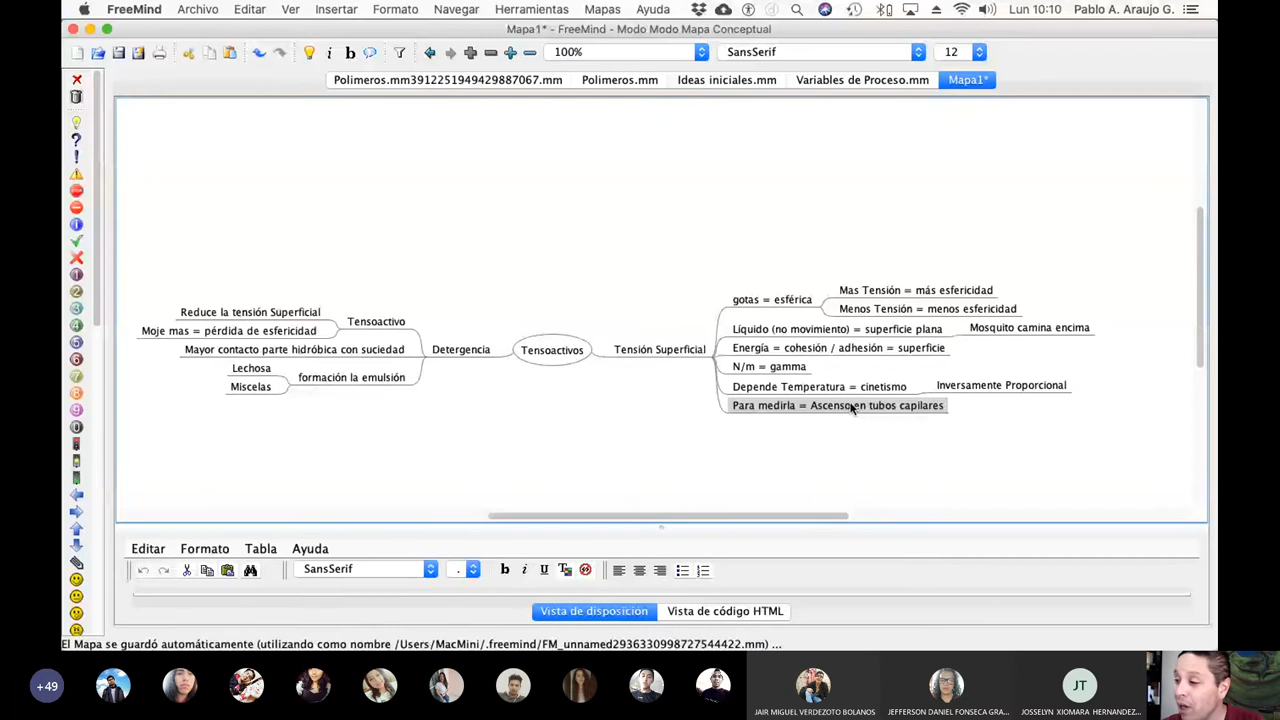 FreeMind Archivo Editar Ver Insertar Formato Navegar Herramientas Mapas Ayuda Lun 10:10 Pablo A. Araujo G.
Mapa1* - FreeMind - Modo Modo Mapa Conceptual
100% SansSerif 12
Polimeros.mm3912251949429887067.mm Polimeros.mm Ideas iniciales.mm Variables de Proceso.mm Mapa1*
Reduce la tensión Superficial
Moje mas = pérdida de esfericidad
Tensoactivo
Mayor contacto parte hidróbica con suciedad
Lechosa
Miscelas
formación la emulsión
Detergencia
Tensoactivos
Tensión Superficial
gotas = esférica
Mas Tensión = más esfericidad
Menos Tensión = menos esfericidad
Líquido (no movimiento) = superficie plana
Mosquito camina encima
Energía = cohesión / adhesión = superficie
N/m = gamma
Depende Temperatura = cinetismo
Inversamente Proporcional
Para medirla = Ascenso en tubos capilares
Editar Formato Tabla Ayuda
SansSerif . b i U
Vista de disposición Vista de código HTML
El Mapa se guardó automáticamente (utilizando como nombre /Users/MacMini/.freemind/FM_unnamed2936330998727544422.mm) ...
+49
JT
JAIR MIGUEL VERDEZOTO BOLANOS JEFFERSON DANIEL FONSECA GRA... JOSSELYN XIOMARA HERNANDEZ...